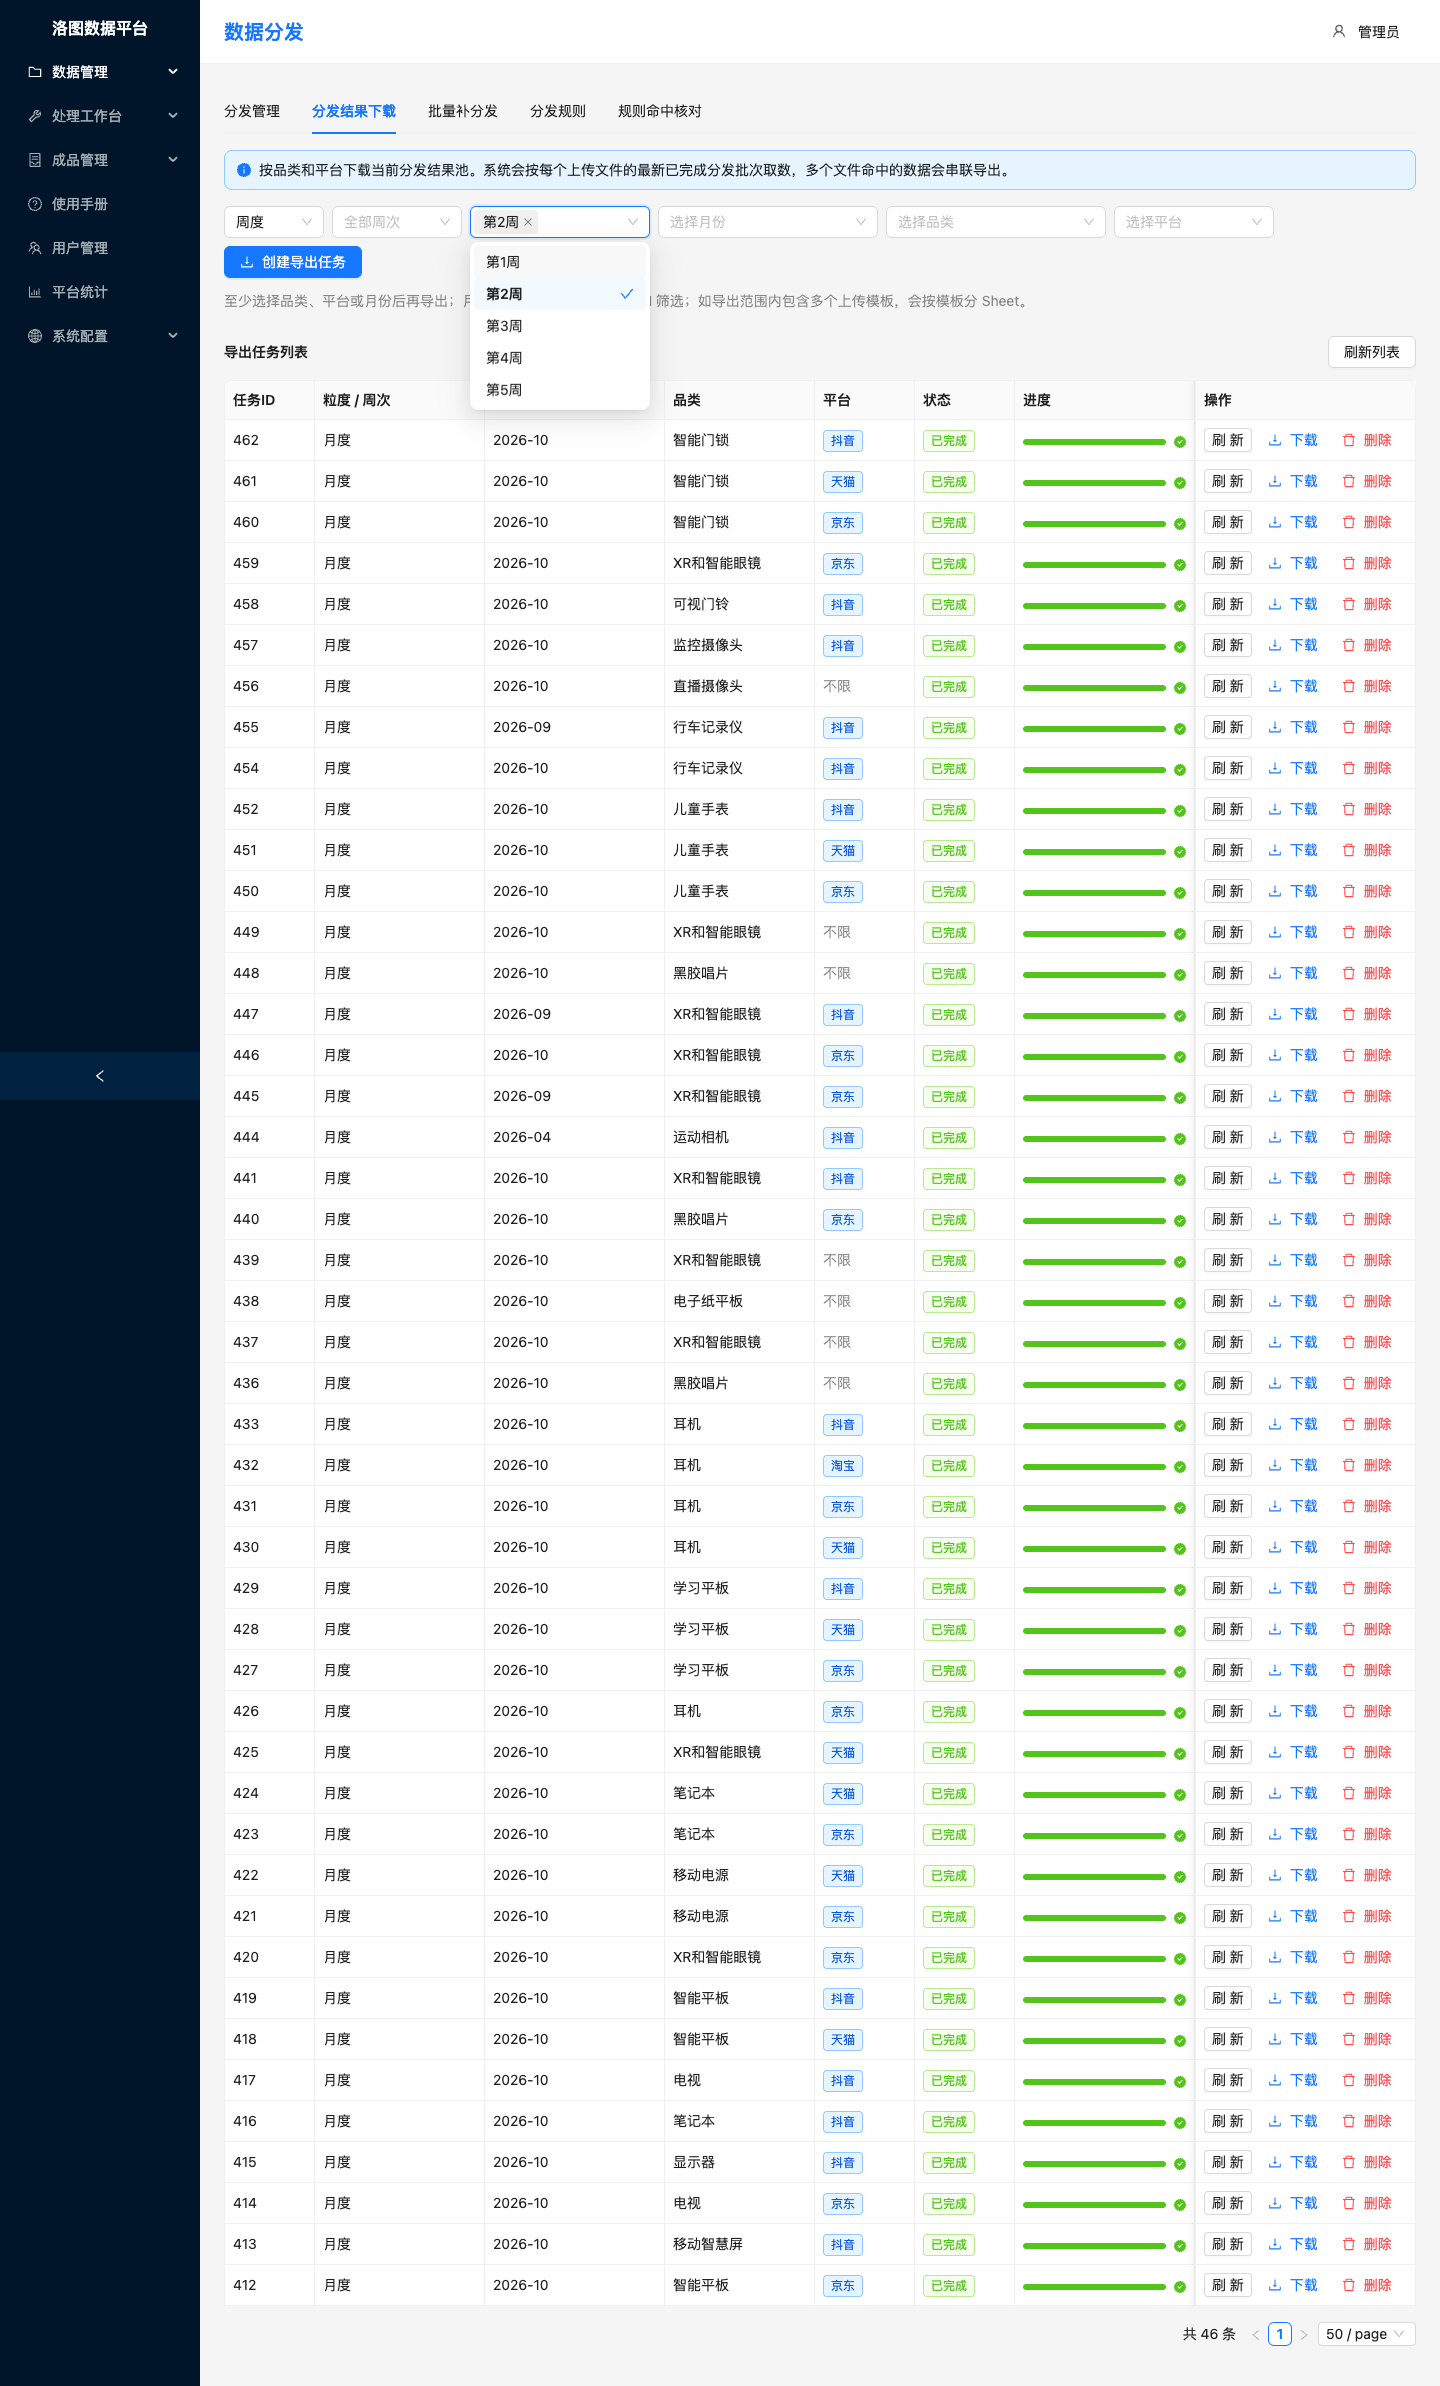 洛图数据平台
数据管理
处理工作台
成品管理
使用手册
用户管理
平台统计
系统配置
数据分发
管理员
分发管理 分发结果下载 批量补分发 分发规则 规则命中核对
按品类和平台下载当前分发结果池。系统会按每个上传文件的最新已完成分发批次取数，多个文件命中的数据会串联导出。
周度 全部周次 第2周 选择月份 选择品类 选择平台
创建导出任务
第1周
第2周
第3周
第4周
第5周
至少选择品类、平台或月份后再导出； 筛选；如导出范围内包含多个上传模板，会按模板分 Sheet。
导出任务列表 刷新列表
任务ID 粒度 / 周次 品类 平台 状态 进度 操作
462 月度 2026-10 智能门锁 抖音 已完成 刷 新 下载 删除
461 月度 2026-10 智能门锁 天猫 已完成 刷 新 下载 删除
460 月度 2026-10 智能门锁 京东 已完成 刷 新 下载 删除
459 月度 2026-10 XR和智能眼镜 京东 已完成 刷 新 下载 删除
458 月度 2026-10 可视门铃 抖音 已完成 刷 新 下载 删除
457 月度 2026-10 监控摄像头 抖音 已完成 刷 新 下载 删除
456 月度 2026-10 直播摄像头 不限 已完成 刷 新 下载 删除
455 月度 2026-09 行车记录仪 抖音 已完成 刷 新 下载 删除
454 月度 2026-10 行车记录仪 抖音 已完成 刷 新 下载 删除
452 月度 2026-10 儿童手表 抖音 已完成 刷 新 下载 删除
451 月度 2026-10 儿童手表 天猫 已完成 刷 新 下载 删除
450 月度 2026-10 儿童手表 京东 已完成 刷 新 下载 删除
449 月度 2026-10 XR和智能眼镜 不限 已完成 刷 新 下载 删除
448 月度 2026-10 黑胶唱片 不限 已完成 刷 新 下载 删除
447 月度 2026-09 XR和智能眼镜 抖音 已完成 刷 新 下载 删除
446 月度 2026-10 XR和智能眼镜 京东 已完成 刷 新 下载 删除
445 月度 2026-09 XR和智能眼镜 京东 已完成 刷 新 下载 删除
444 月度 2026-04 运动相机 抖音 已完成 刷 新 下载 删除
441 月度 2026-10 XR和智能眼镜 抖音 已完成 刷 新 下载 删除
440 月度 2026-10 黑胶唱片 京东 已完成 刷 新 下载 删除
439 月度 2026-10 XR和智能眼镜 不限 已完成 刷 新 下载 删除
438 月度 2026-10 电子纸平板 不限 已完成 刷 新 下载 删除
437 月度 2026-10 XR和智能眼镜 不限 已完成 刷 新 下载 删除
436 月度 2026-10 黑胶唱片 不限 已完成 刷 新 下载 删除
433 月度 2026-10 耳机 抖音 已完成 刷 新 下载 删除
432 月度 2026-10 耳机 淘宝 已完成 刷 新 下载 删除
431 月度 2026-10 耳机 京东 已完成 刷 新 下载 删除
430 月度 2026-10 耳机 天猫 已完成 刷 新 下载 删除
429 月度 2026-10 学习平板 抖音 已完成 刷 新 下载 删除
428 月度 2026-10 学习平板 天猫 已完成 刷 新 下载 删除
427 月度 2026-10 学习平板 京东 已完成 刷 新 下载 删除
426 月度 2026-10 耳机 京东 已完成 刷 新 下载 删除
425 月度 2026-10 XR和智能眼镜 天猫 已完成 刷 新 下载 删除
424 月度 2026-10 笔记本 天猫 已完成 刷 新 下载 删除
423 月度 2026-10 笔记本 京东 已完成 刷 新 下载 删除
422 月度 2026-10 移动电源 天猫 已完成 刷 新 下载 删除
421 月度 2026-10 移动电源 京东 已完成 刷 新 下载 删除
420 月度 2026-10 XR和智能眼镜 京东 已完成 刷 新 下载 删除
419 月度 2026-10 智能平板 抖音 已完成 刷 新 下载 删除
418 月度 2026-10 智能平板 天猫 已完成 刷 新 下载 删除
417 月度 2026-10 电视 抖音 已完成 刷 新 下载 删除
416 月度 2026-10 笔记本 抖音 已完成 刷 新 下载 删除
415 月度 2026-10 显示器 抖音 已完成 刷 新 下载 删除
414 月度 2026-10 电视 京东 已完成 刷 新 下载 删除
413 月度 2026-10 移动智慧屏 抖音 已完成 刷 新 下载 删除
412 月度 2026-10 智能平板 京东 已完成 刷 新 下载 删除
共 46 条 1 50 / page